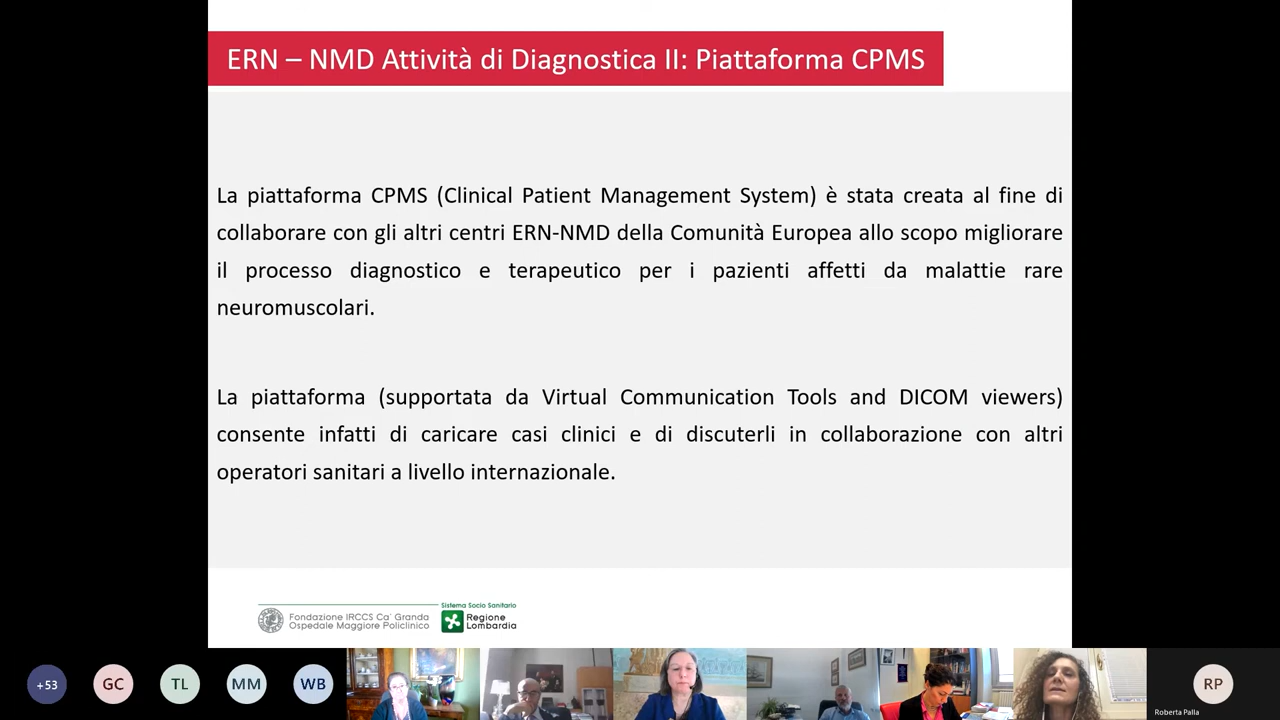 ERN – NMD Attività di Diagnostica II: Piattaforma CPMS
La piattaforma CPMS (Clinical Patient Management System) è stata creata al fine di
collaborare con gli altri centri ERN-NMD della Comunità Europea allo scopo migliorare
il processo diagnostico e terapeutico per i pazienti affetti da malattie rare
neuromuscolari.
La piattaforma (supportata da Virtual Communication Tools and DICOM viewers)
consente infatti di caricare casi clinici e di discuterli in collaborazione con altri
operatori sanitari a livello internazionale.
Fondazione IRCCS Ca' Granda
Ospedale Maggiore Policlinico
Sistema Socio Sanitario
Regione
Lombardia
+53
GC
TL
MM
WB
RP
Roberta Palla